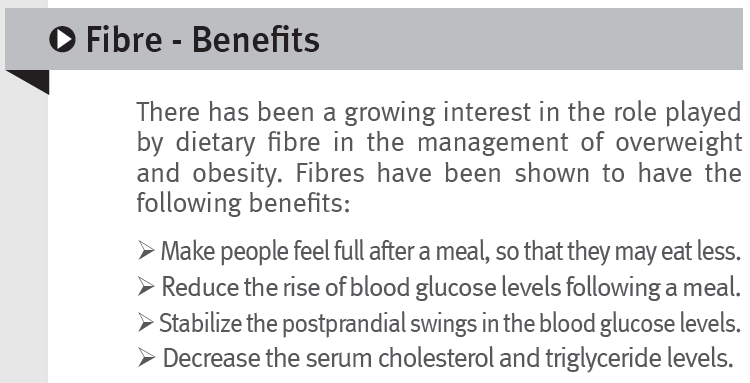 Fibre - Benefits
There has been a growing interest in the role played
by dietary fibre in the management of overweight
and obesity. Fibres have been shown to have the
following benefits:
➢ Make people feel full after a meal, so that they may eat less.
➢ Reduce the rise of blood glucose levels following a meal.
➢ Stabilize the postprandial swings in the blood glucose levels.
➢ Decrease the serum cholesterol and triglyceride levels.